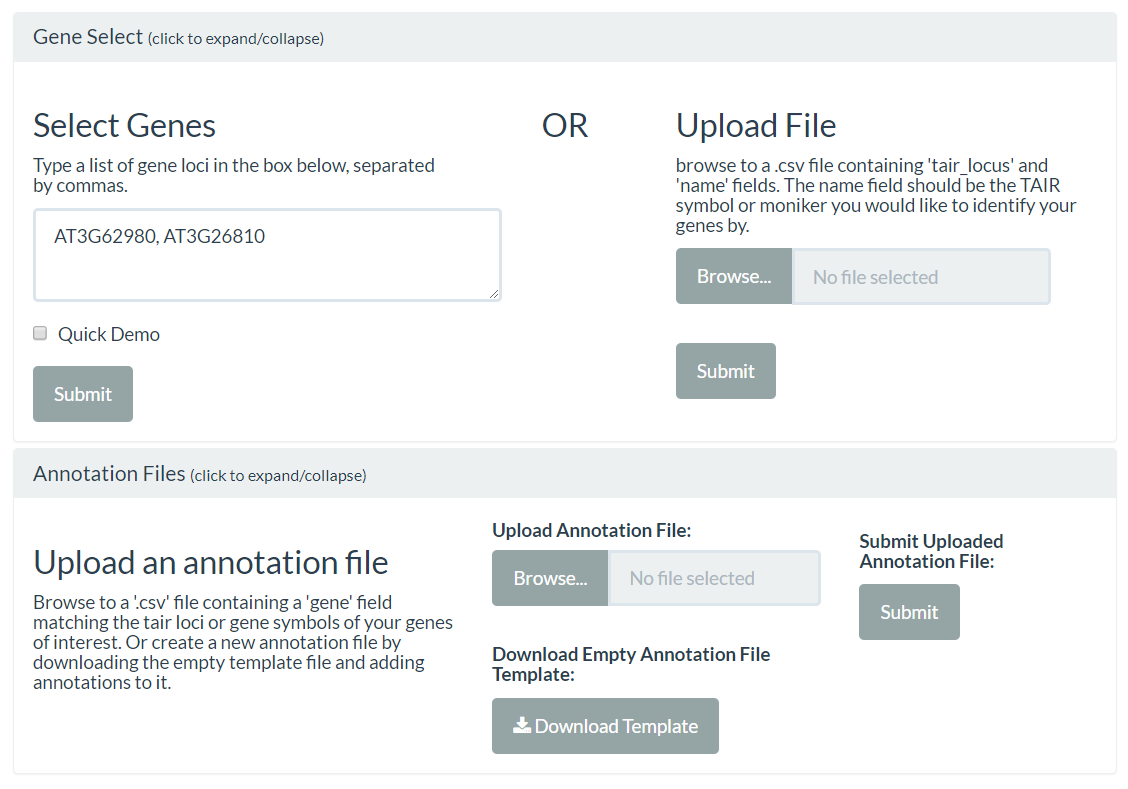 Gene Select (click to expand/collapse)
Select Genes
Type a list of gene loci in the box below, separated
by commas.
AT3G62980, AT3G26810
Quick Demo
Submit
OR
Upload File
browse to a .csv file containing 'tair_locus' and
'name' fields. The name field should be the TAIR
symbol or moniker you would like to identify your
genes by.
Browse... No file selected
Submit
Annotation Files (click to expand/collapse)
Upload an annotation file
Browse to a '.csv' file containing a 'gene' field
matching the tair loci or gene symbols of your genes
of interest. Or create a new annotation file by
downloading the empty template file and adding
annotations to it.
Upload Annotation File:
Browse... No file selected
Download Empty Annotation File
Template:
Download Template
Submit Uploaded
Annotation File:
Submit